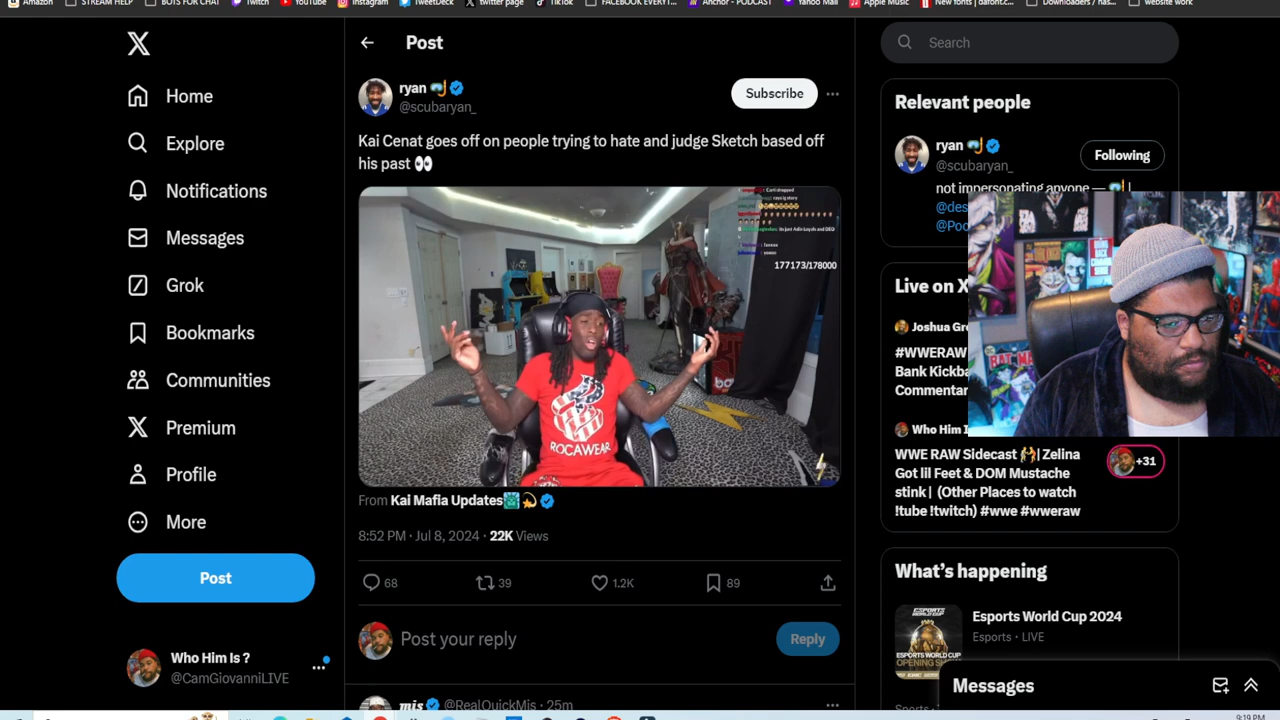 Amazon STREAM HELP BOTS FOR CHAT Twitch YouTube Instagram TweetDeck twitter page TikTok FACEBOOK EVERYT... Anchor - PODCAST Yahoo Mail Apple Music New fonts | dafont.c... Downloaders / has... website work
Post
Search
ryan
@scubaryan_
Subscribe
Kai Cenat goes off on people trying to hate and judge Sketch based off
his past 👀
177173/178000
ROCAWEAR
From Kai Mafia Updates
8:52 PM · Jul 8, 2024 · 22K Views
68 39 1.2K 89
Post your reply
Reply
mis @RealQuickMis · 25m
Home
Explore
Notifications
Messages
Grok
Bookmarks
Communities
Premium
Profile
More
Post
Who Him Is ?
@CamGiovanniLIVE
Relevant people
ryan
@scubaryan_
Following
not impersonating anyone —
Live on X
#WWERAW
Bank Kickba
Commentar
Who Him I
+31
WWE RAW Sidecast | Zelina
Got lil Feet & DOM Mustache
stink | (Other Places to watch
!tube !twitch) #wwe #wweraw
What's happening
Esports World Cup 2024
Esports · LIVE
Sports ·
Messages
9:19 PM